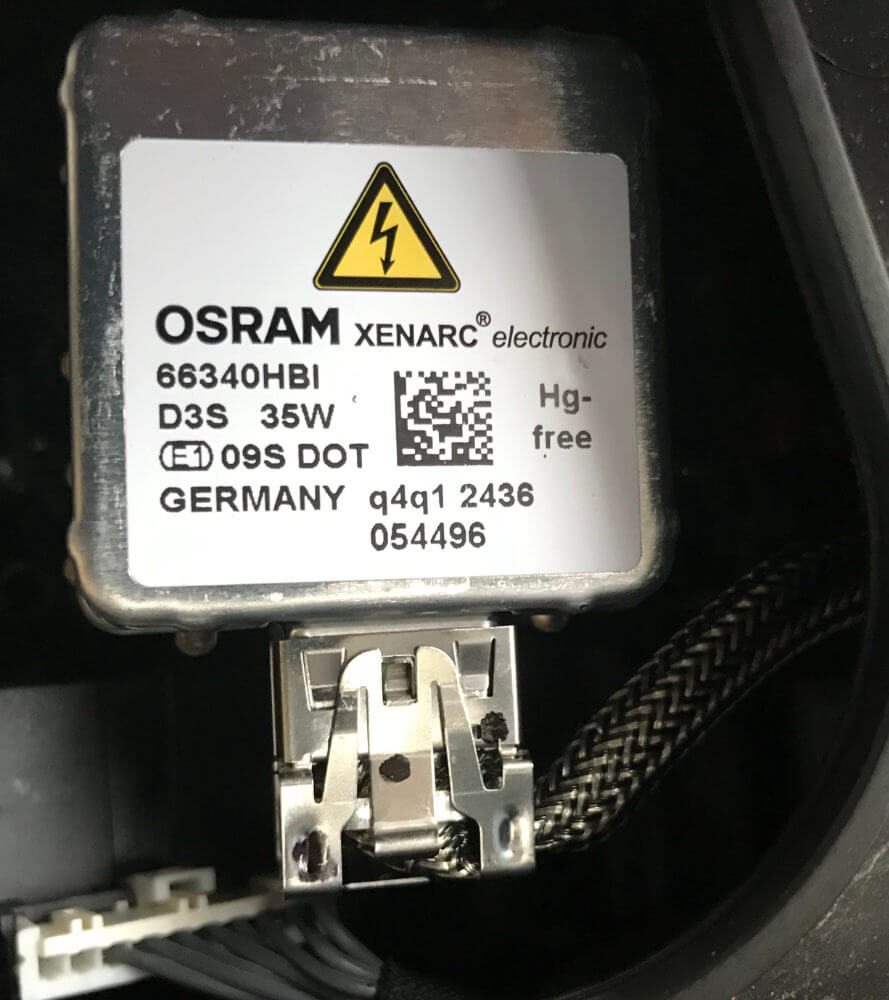 OSRAM XENARC® electronic
66340HBI
D3S 35W
Hg-
free
E1 09S DOT
GERMANY q4q1 2436
054496